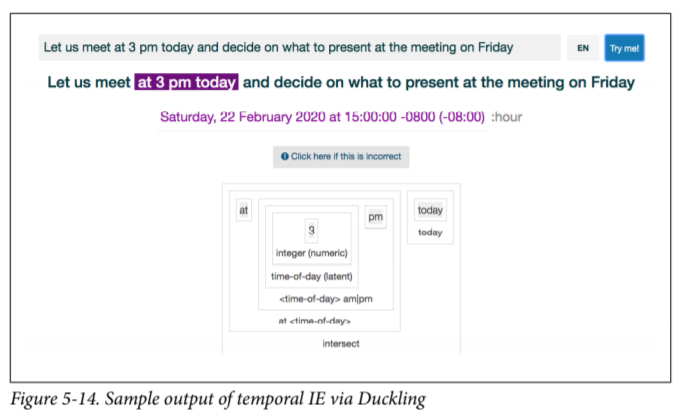 Let us meet at 3 pm today and decide on what to present at the meeting on Friday EN Try me!
Let us meet at 3 pm today and decide on what to present at the meeting on Friday
Saturday, 22 February 2020 at 15:00:00 -0800 (-08:00) :hour
Click here if this is incorrect
at 3 pm today
today
integer (numeric)
time-of-day (latent)
<time-of-day> am|pm
at <time-of-day>
intersect
Figure 5-14. Sample output of temporal IE via Duckling